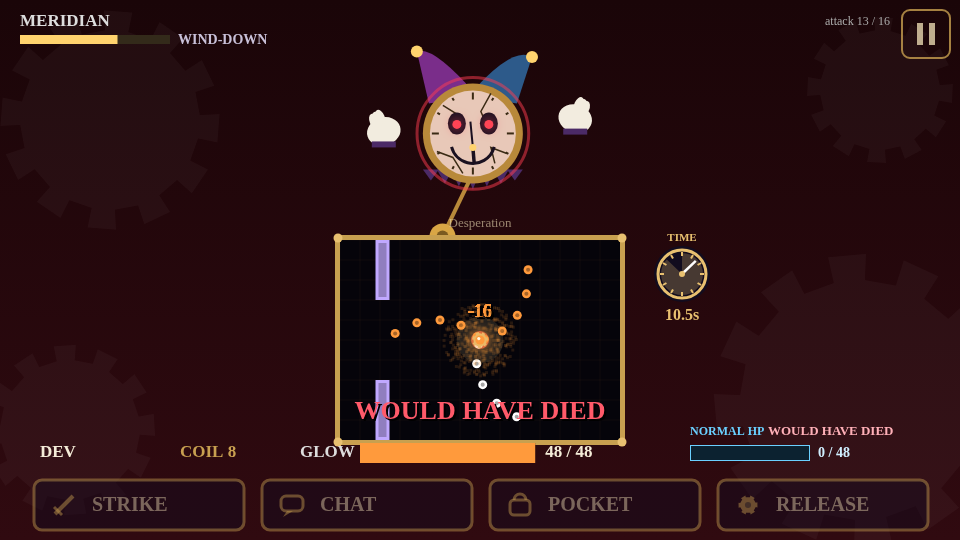 MERIDIAN
WIND-DOWN
attack 13 / 16
Desperation
TIME
10.5s
WOULD HAVE DIED
NORMAL HP WOULD HAVE DIED
0 / 48
DEV
COIL 8
GLOW
48 / 48
STRIKE
CHAT
POCKET
RELEASE